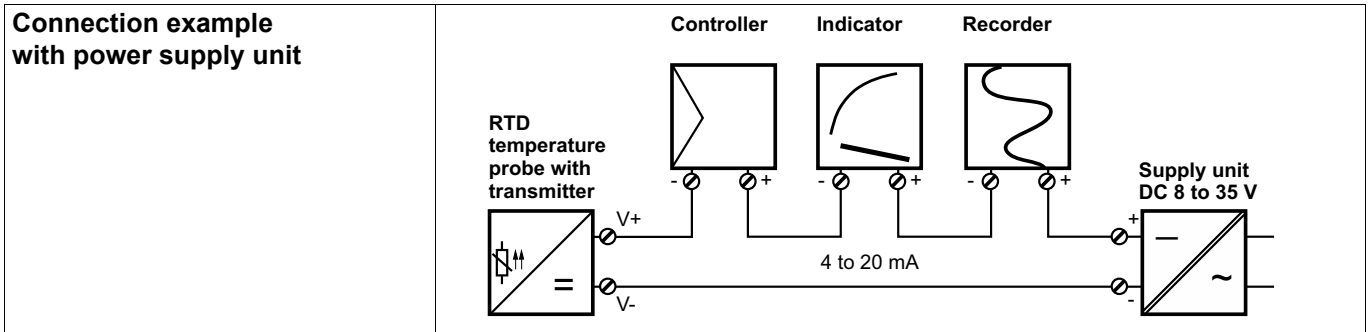 Connection example
with power supply unit
Controller
Indicator
Recorder
RTD
temperature
probe with
transmitter
- +
- +
- +
Supply unit
DC 8 to 35 V
V+
+
4 to 20 mA
=
V-
-
~